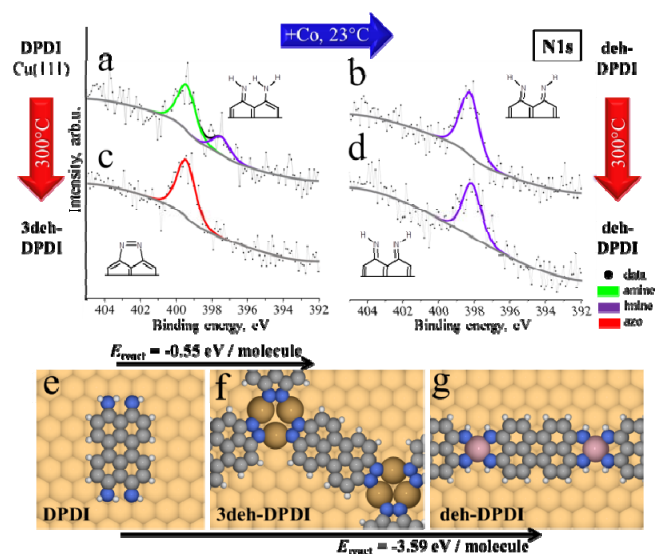 +Co, 23°C
DPDI
Cu(111)
300°C
3deh-
DPDI
N1s
deh-
DPDI
300°C
deh-
DPDI
Intensity, arb.u.
a
H H H
N N
b
H H
N N
c
N=N
d
H H
N N
404 402 400 398 396 394 392
Binding energy, eV
404 402 400 398 396 394 392
Binding energy, eV
data
amine
Imine
azo
E react = -0.55 eV / molecule
e
DPDI
f
3deh-DPDI
g
deh-DPDI
E react = -3.59 eV / molecule